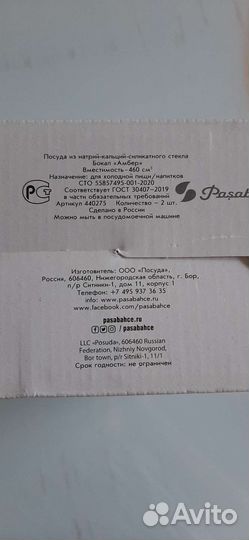 Посуда из натрий-кальций-силикатного стекла
Бокал «Амбер»
Вместимость -460 см³
Назначение: для холодной пищи/напитков
СТО 55857495-001-2020
Соответствует ГОСТ 30407-2019
в части обязательных требований
Артикул 440275 Количество – 2 шт.
Сделано в России
Можно мыть в посудомоечной машине
Paşab
Изготовитель: ООО «Посуда»,
Россия, 606460, Нижегородская область, г. Бор,
п/р Ситники-1, дом 11, корпус 1
Телефон: +7 495 937 36 35
info@pasabahce.ru
www.facebook.com/pasabahce
pasabahce.ru
/pasabahce
LLC «Posuda», 606460 Russian
Federation, Nizhniy Novgorod,
Bor town, p/r Sitniki-1, 11/1
Срок годности: не ограничен
Avito